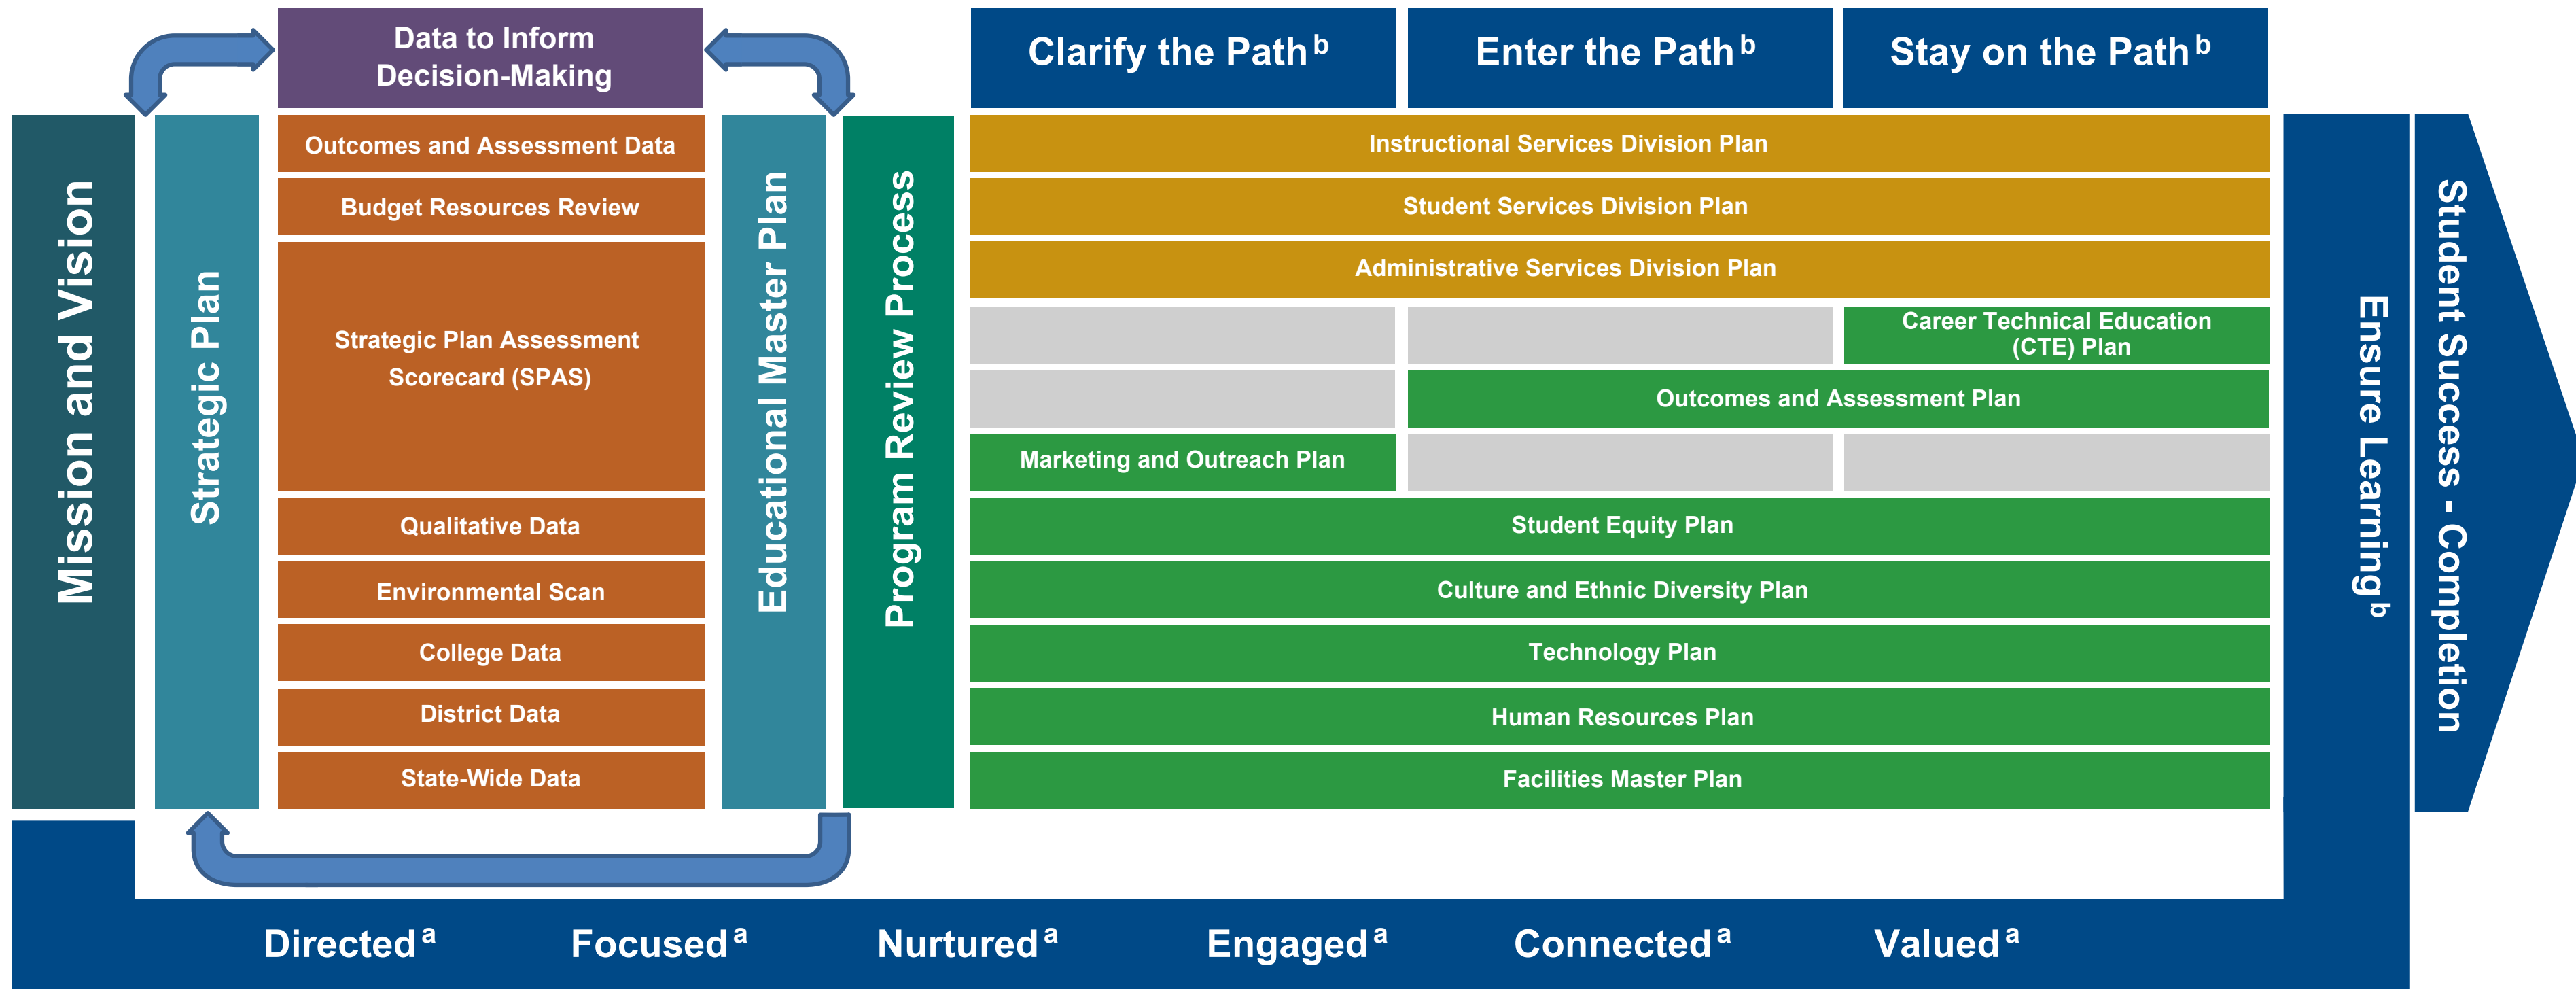 Data to Inform
Decision-Making
Clarify the Path b
Enter the Path b
Stay on the Path b
Mission and Vision
Strategic Plan
Outcomes and Assessment Data
Budget Resources Review
Strategic Plan Assessment
Scorecard (SPAS)
Qualitative Data
Environmental Scan
College Data
District Data
State-Wide Data
Educational Master Plan
Program Review Process
Instructional Services Division Plan
Student Services Division Plan
Administrative Services Division Plan
Career Technical Education
(CTE) Plan
Outcomes and Assessment Plan
Marketing and Outreach Plan
Student Equity Plan
Culture and Ethnic Diversity Plan
Technology Plan
Human Resources Plan
Facilities Master Plan
Ensure Learning b
Student Success - Completion
Directed a
Focused a
Nurtured a
Engaged a
Connected a
Valued a